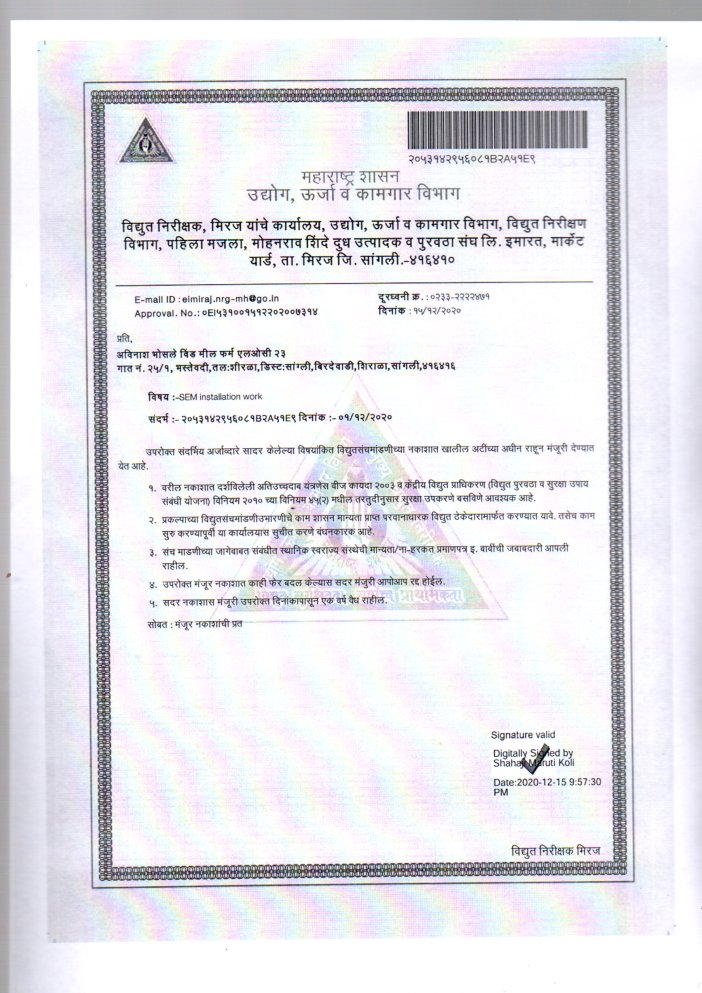 २०५३१४२९५६०८१B२A५१E९
महाराष्ट्र शासन
उद्योग, ऊर्जा व कामगार विभाग
विद्युत निरीक्षक, मिरज यांचे कार्यालय, उद्योग, ऊर्जा व कामगार विभाग, विद्युत निरीक्षण
विभाग, पहिला मजला, मोहनराव शिंदे दुध उत्पादक व पुरवठा संघ लि. इमारत, मार्केट
यार्ड, ता. मिरज जि. सांगली.-४१६४१०
E-mail ID : eimiraj.nrg-mh@go.in
दूरध्वनी क्र. : ०२३३-२२२२४७१
Approval. No.: ०EI५३१००१५१२२०२००७३१४
दिनांक : १५/१२/२०२०
प्रति,
अविनाश भोसले विंड मील फर्म एलओसी २३
गात नं. २५/१, भस्तेवदी,तल:शीरळा,डिस्ट:सांग्ली,बिरदेवाडी,शिराळा,सांगली,४१६४१६
विषय :-SEM installation work
संदर्भ :- २०५३१४२९५६०८१B२A५१E९ दिनांक :- ०१/१२/२०२०
उपरोक्त संदर्भिय अर्जाव्दारे सादर केलेल्या विषयांकित विद्युतसंचमांडणीच्या नकाशात खालील अटींच्या अधीन राहून मंजूरी देण्यात
येत आहे.
१. वरील नकाशात दर्शविलेली अतिउच्चदाब यंत्रणेस वीज कायदा २००३ व केंद्रीय विद्युत प्राधिकरण (विद्युत पुरवठा व सुरक्षा उपाय
संबंधी योजना) विनियम २०१० च्या विनियम ४५(२) मधील तरतुदीनुसार सुरक्षा उपकरणे बसविणे आवश्यक आहे.
२. प्रकल्पाच्या विद्युतसंचमांडणीउभारणीचे काम शासन मान्यता प्राप्त परवानाधारक विद्युत ठेकेदारामार्फत करण्यात यावे. तसेच काम
सुरु करण्यापूर्वी या कार्यालयास सुचीत करणे बंधनकारक आहे.
३. संच माडणीच्या जागेबाबत संबंधीत स्थानिक स्वराज्य संस्थेची मान्यता/ना-हरकत प्रमाणपत्र इ. बाबींची जबाबदारी आपली
राहील.
४. उपरोक्त मंजूर नकाशात काही फेर बदल केल्यास सदर मंजुरी आपोआप रद्द होईल.
५. सदर नकाशास मंजूरी उपरोक्त दिनांकापासून एक वर्ष वैध राहील.
प्राथमिकता
सोबत : मंजूर नकाशांची प्रत
Signature valid
Digitally Signed by
Shahaji Maruti Koli
Date:2020-12-15 9:57:30
PM
विद्युत निरीक्षक मिरज